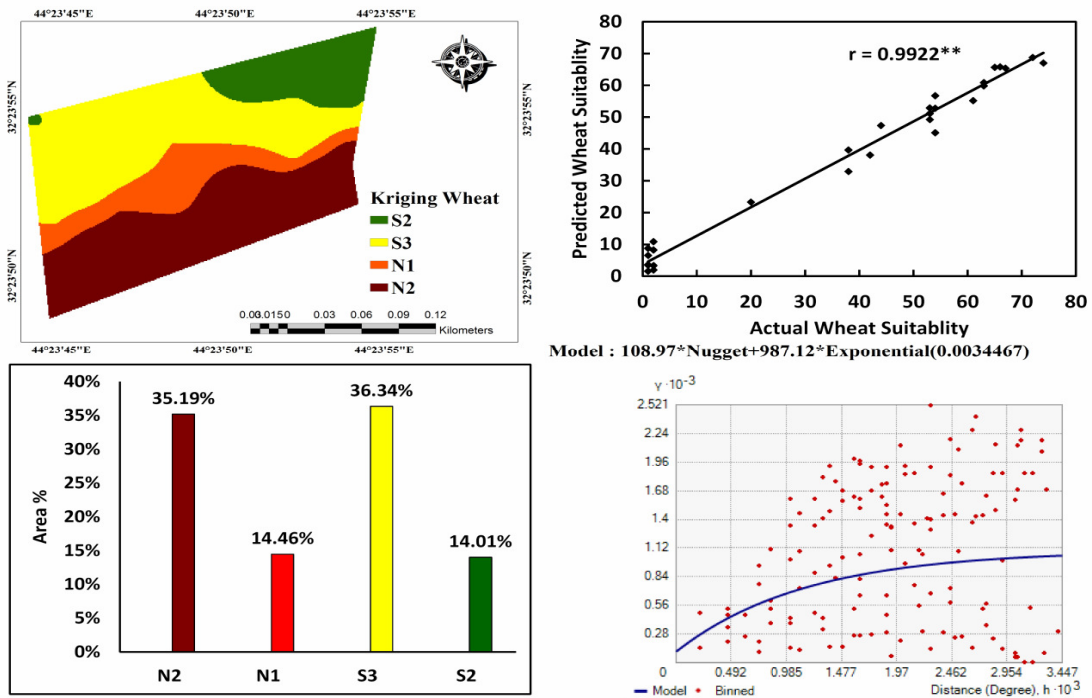 44°23'45"E 44°23'50"E 44°23'55"E
32°23'55"N 32°23'55"N
32°23'50"N 32°23'50"N
Kriging Wheat
S2
S3
N1
N2
0.03 0.06 0.09 0.12
Kilometers
44°23'45"E 44°23'50"E 44°23'55"E
80
70
60
50
40
30
20
10
0
Predicted Wheat Suitablity
r = 0.9922**
0 10 20 30 40 50 60 70 80
Actual Wheat Suitablity
Model : 108.97*Nugget+987.12*Exponential(0.0034467)
40%
35%
30%
25%
20%
15%
10%
5%
0%
Area %
35.19%
14.46%
36.34%
14.01%
N2 N1 S3 S2
γ ·10⁻³
2.521
2.24
1.96
1.68
1.4
1.12
0.84
0.56
0.28
0 0.492 0.985 1.477 1.97 2.462 2.954 3.447
Model Binned Distance (Degree), h ·10⁻³